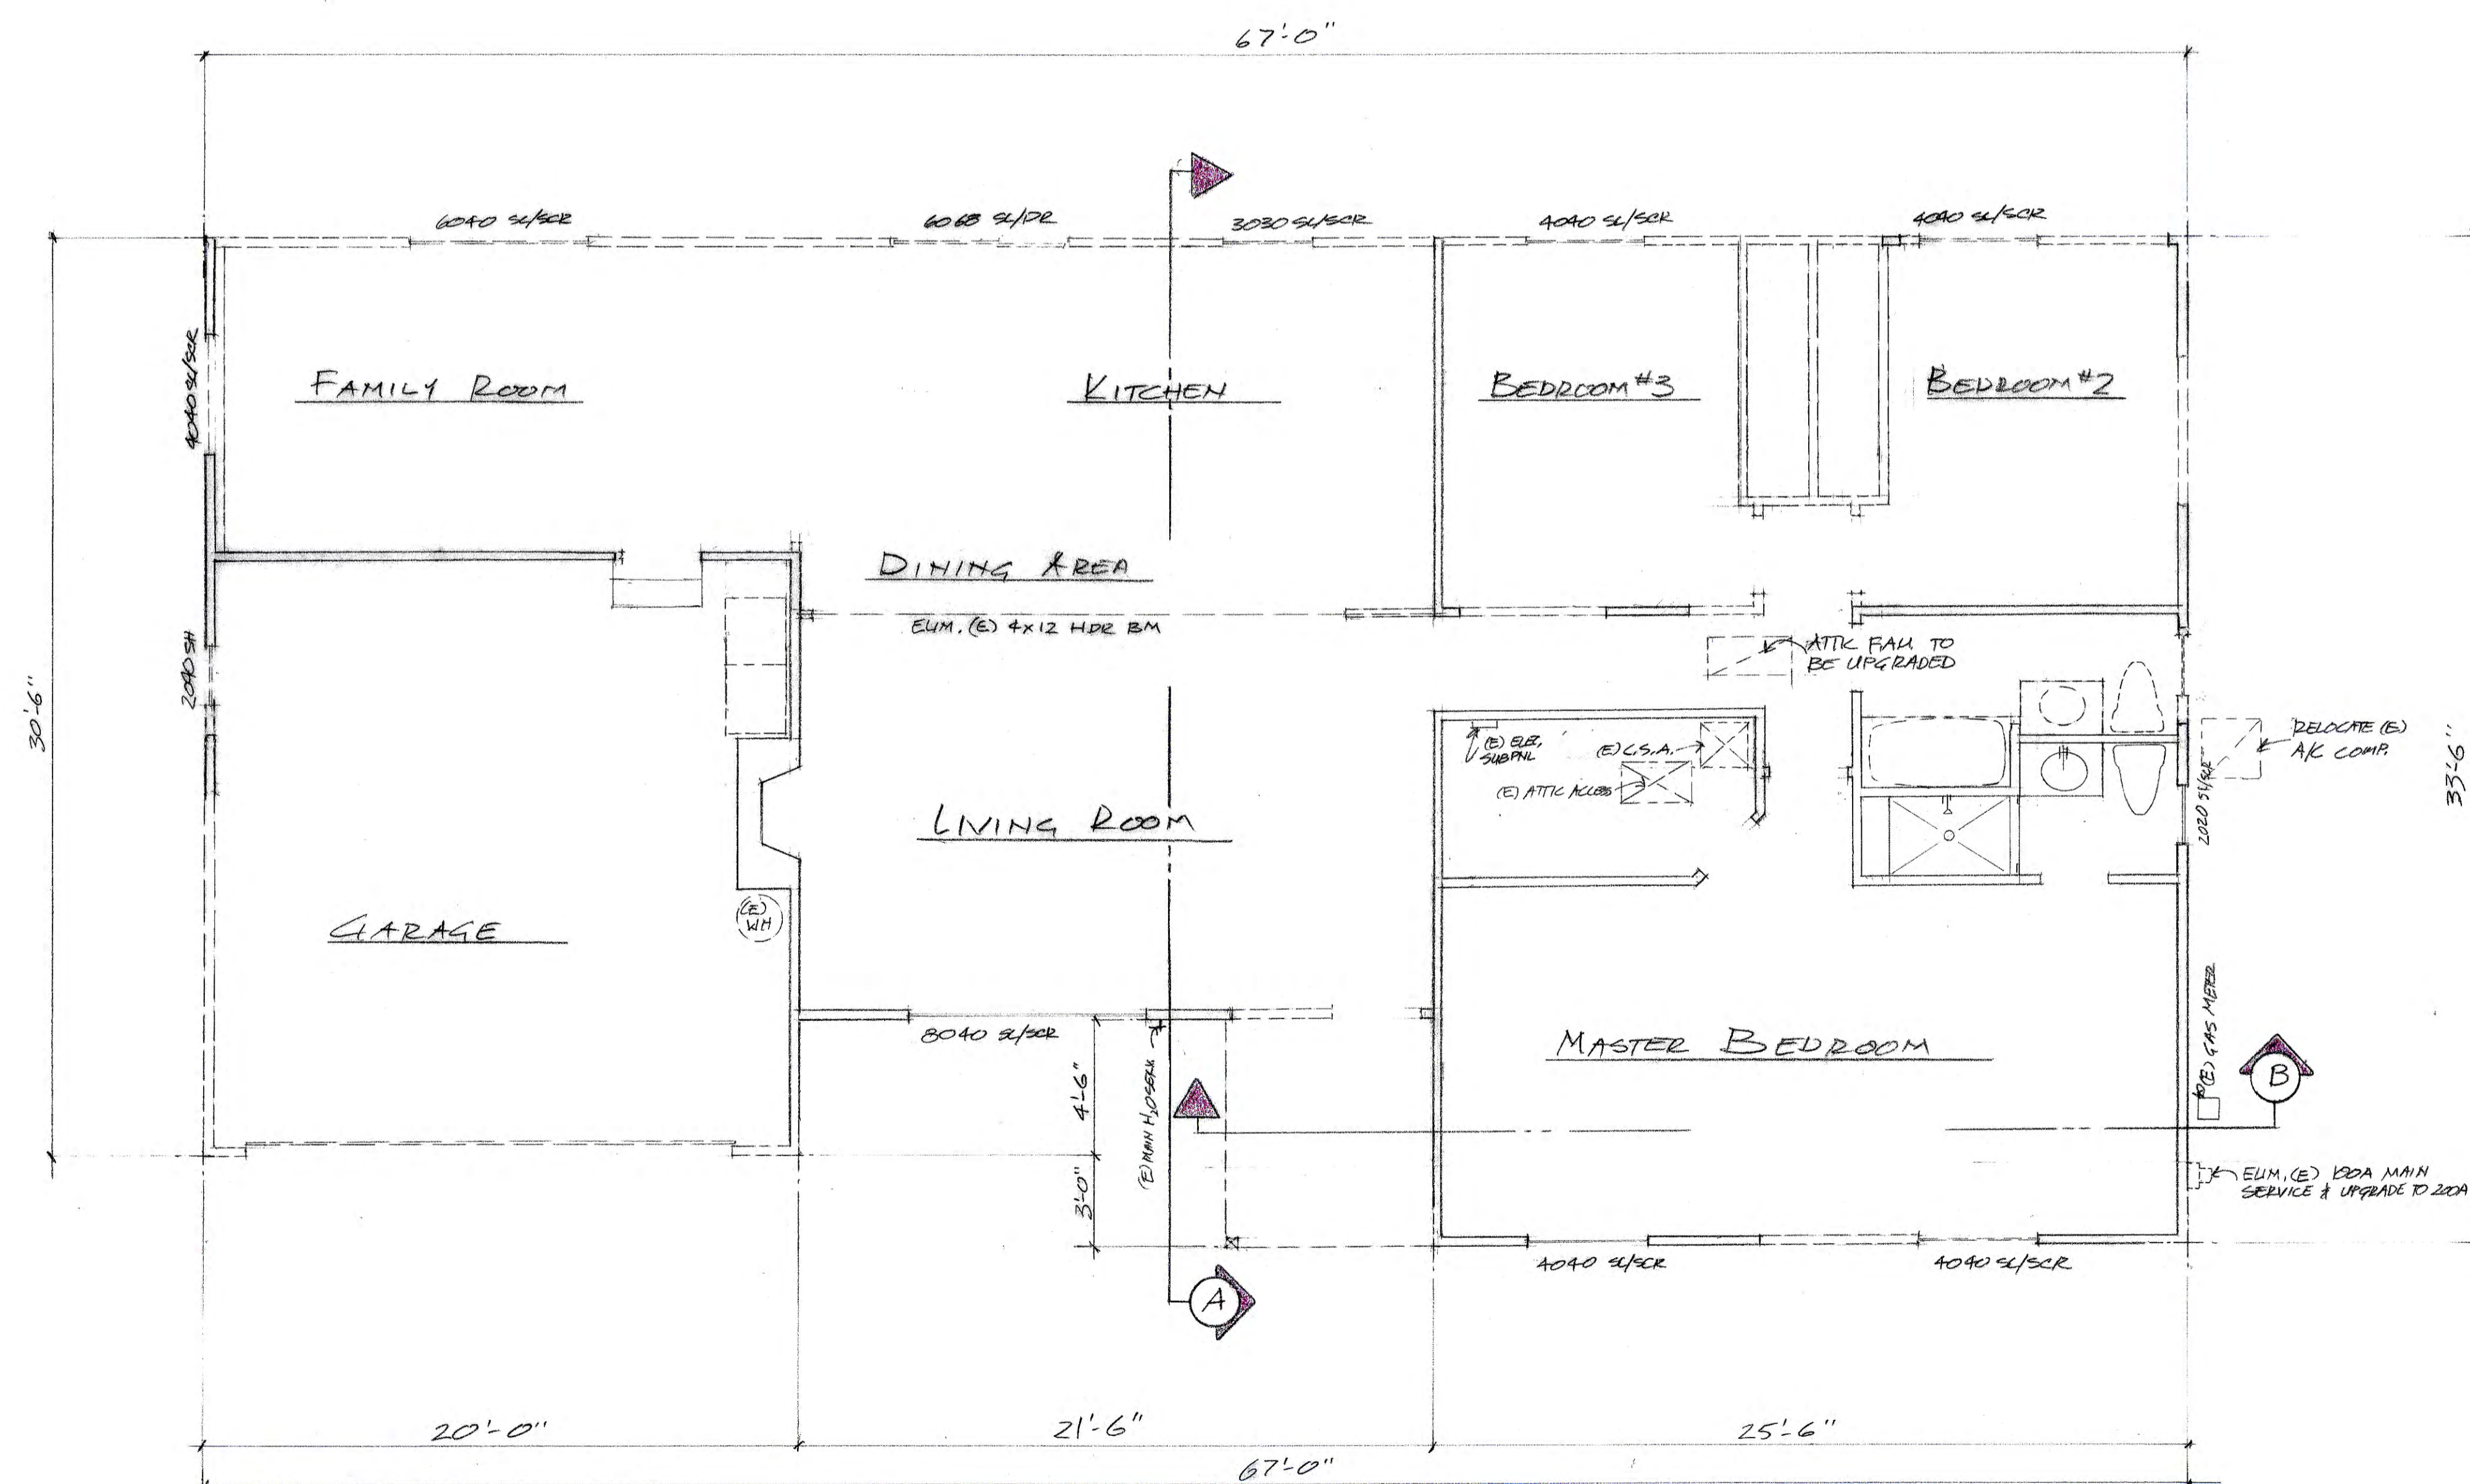 67'-0"
6040 SL/SCR
6068 SL/DR
3030 SL/SCR
4040 SL/SCR
4040 SL/SCR
4040 SL/SCR
FAMILY ROOM
KITCHEN
BEDROOM #3
BEDROOM #2
DINING AREA
ELIM. (E) 4x12 HDR BM
2040 SH
30'-6"
ATTIC F.A.U. TO
BE UPGRADED
(E) ELEC.
SUBPNL
(E) C.S.A.
(E) ATTIC ACCESS
RELOCATE (E)
A/C COMP.
33'-6"
2020 SL/SCR
LIVING ROOM
GARAGE
(E)
WH
8040 SL/SCR
MASTER BEDROOM
(E) GAS METER
B
4'-6"
(E) MAIN H2O SERV.
3'-0"
ELIM. (E) 100A MAIN
SERVICE & UPGRADE TO 200A
4040 SL/SCR
4040 SL/SCR
A
20'-0"
21'-6"
25'-6"
67'-0"